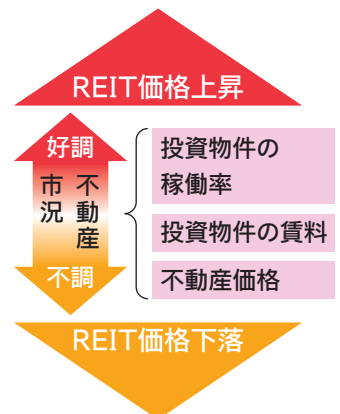 REIT価格上昇
好調
不動産
市況
不調
投資物件の
稼働率
投資物件の賃料
不動産価格
REIT価格下落